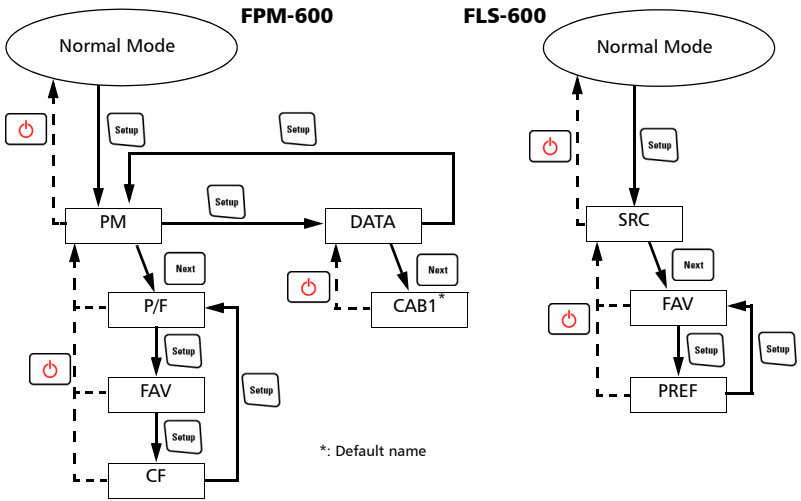 FPM-600
FLS-600
Normal Mode
Normal Mode
Setup
Setup
Setup
Setup
PM
DATA
SRC
Next
Next
Next
P/F
CAB1*
FAV
Setup
Setup
Setup
FAV
Setup
PREF
Setup
CF
*: Default name